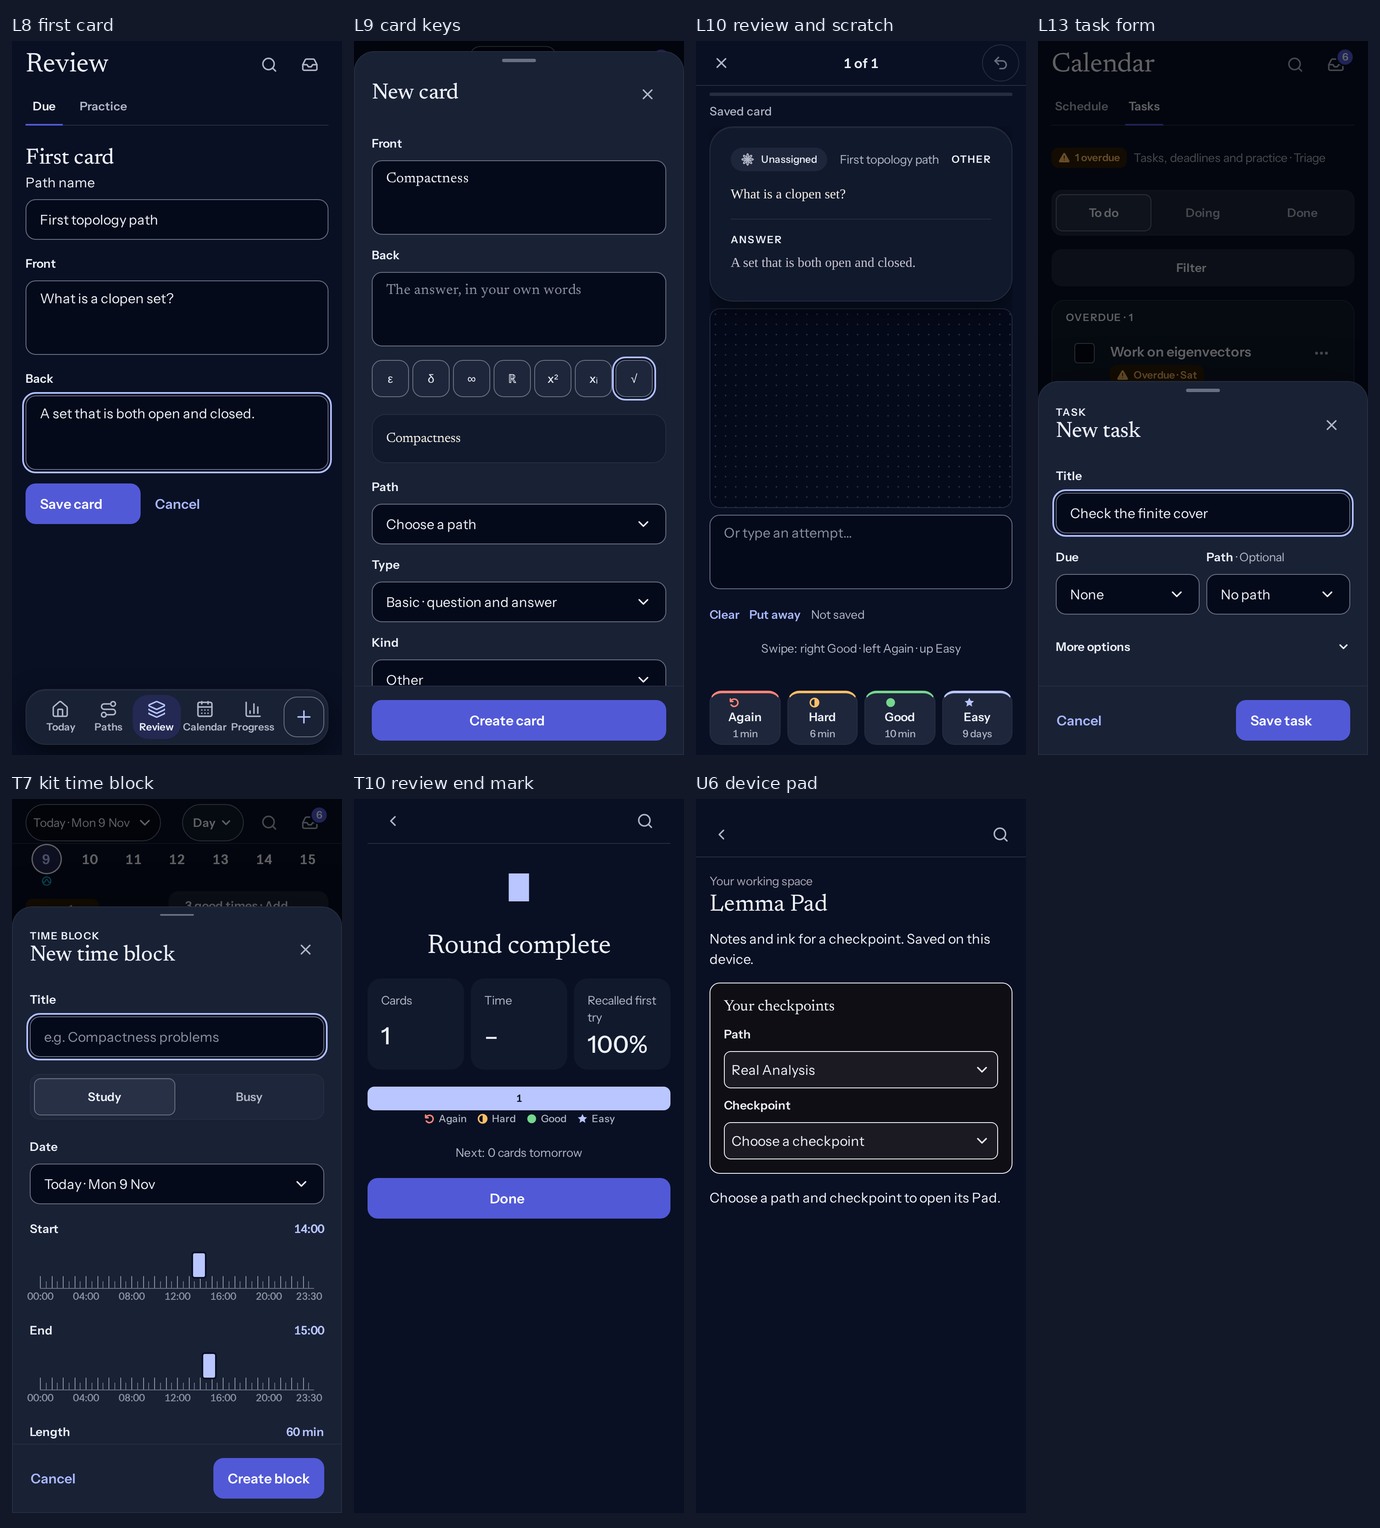 L8 first card
Review
Due
Practice
First card
Path name
First topology path
Front
What is a clopen set?
Back
A set that is both open and closed.
Save card
Cancel
Today
Paths
Review
Calendar
Progress
L9 card keys
New card
Front
Compactness
Back
The answer, in your own words
ε
δ
∞
ℝ
x²
xᵢ
√
Compactness
Path
Choose a path
Type
Basic · question and answer
Kind
Other
Create card
L10 review and scratch
1 of 1
Saved card
Unassigned
First topology path
OTHER
What is a clopen set?
ANSWER
A set that is both open and closed.
Or type an attempt...
Clear
Put away
Not saved
Swipe: right Good · left Again · up Easy
Again
1 min
Hard
6 min
Good
10 min
Easy
9 days
L13 task form
Calendar
6
Schedule
Tasks
1 overdue
Tasks, deadlines and practice · Triage
To do
Doing
Done
Filter
OVERDUE · 1
Work on eigenvectors
Overdue · Sat
TASK
New task
Title
Check the finite cover
Due
Path · Optional
None
No path
More options
Cancel
Save task
T7 kit time block
Today · Mon 9 Nov
Day
6
9 10 11 12 13 14 15
3 good times · Add
TIME BLOCK
New time block
Title
e.g. Compactness problems
Study
Busy
Date
Today · Mon 9 Nov
Start
14:00
00:00 04:00 08:00 12:00 16:00 20:00 23:30
End
15:00
00:00 04:00 08:00 12:00 16:00 20:00 23:30
Length
60 min
Cancel
Create block
T10 review end mark
Round complete
Cards
1
Time
–
Recalled first
try
100%
1
Again
Hard
Good
Easy
Next: 0 cards tomorrow
Done
U6 device pad
Your working space
Lemma Pad
Notes and ink for a checkpoint. Saved on this
device.
Your checkpoints
Path
Real Analysis
Checkpoint
Choose a checkpoint
Choose a path and checkpoint to open its Pad.